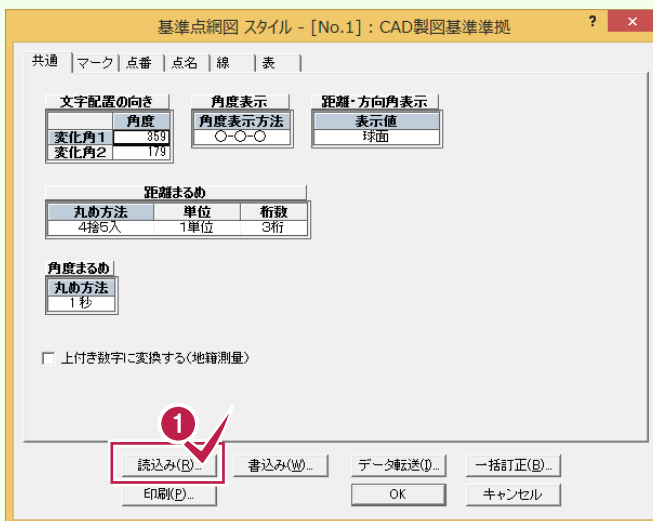 基準点網図 スタイル - [No.1] : CAD製図基準準拠 ? ×
共通 マーク 点番 点名 線 表
文字配置の向き 角度表示 距離・方向角表示
角度 角度表示方法 表示値
変化角1 359 ○-○-○ 球面
変化角2 179
距離まるめ
丸め方法 単位 桁数
4捨5入 1単位 3桁
角度まるめ
丸め方法
1秒
上付き数字に変換する(地籍測量)
1
読込み(R)... 書込み(W)... データ転送(I)... 一括訂正(B)...
印刷(P)... OK キャンセル